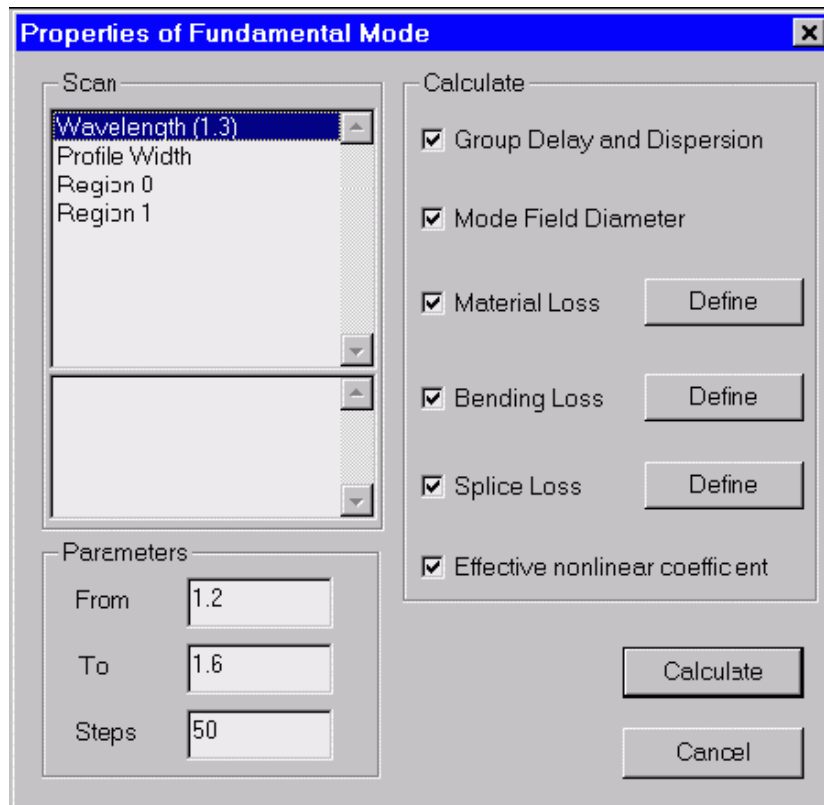 Properties of Fundamental Mode
Scan
Wavelength (1.3)
Profile Width
Region 0
Region 1
Parameters
From 1.2
To 1.6
Steps 50
Calculate
Group Delay and Dispersion
Mode Field Diameter
Material Loss Define
Bending Loss Define
Splice Loss Define
Effective nonlinear coefficient
Calculate
Cancel